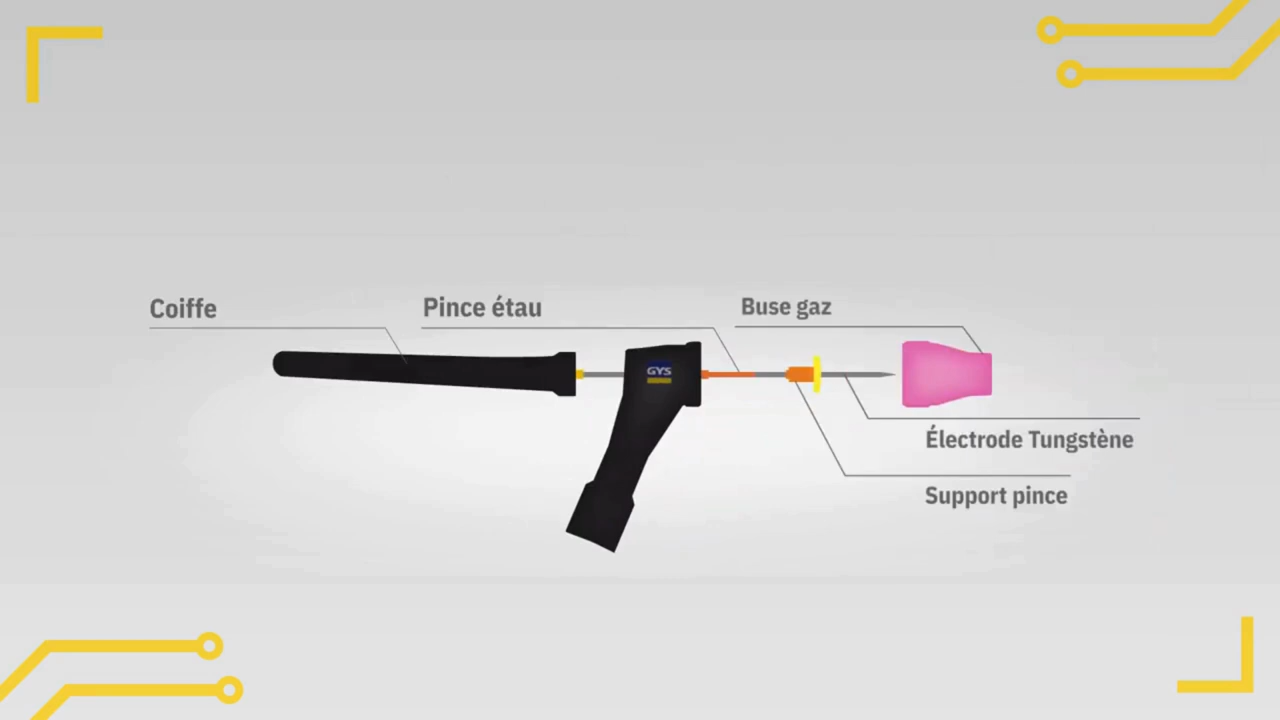 Coiffe
Pince étau
Buse gaz
GYS
Électrode Tungstène
Support pince